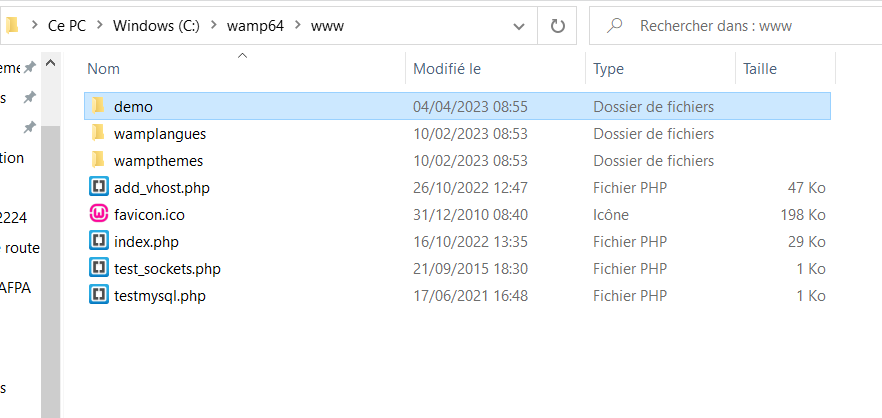 Ce PC > Windows (C:) > wamp64 > www
Rechercher dans : www
Nom Modifié le Type Taille
demo 04/04/2023 08:55 Dossier de fichiers
wamplangues 10/02/2023 08:53 Dossier de fichiers
wampthemes 10/02/2023 08:53 Dossier de fichiers
add_vhost.php 26/10/2022 12:47 Fichier PHP 47 Ko
favicon.ico 31/12/2010 08:40 Icône 198 Ko
index.php 16/10/2022 13:35 Fichier PHP 29 Ko
test_sockets.php 21/09/2015 18:30 Fichier PHP 1 Ko
testmysql.php 17/06/2021 16:48 Fichier PHP 1 Ko
eme
s
tion
2224
route
AFPA
s